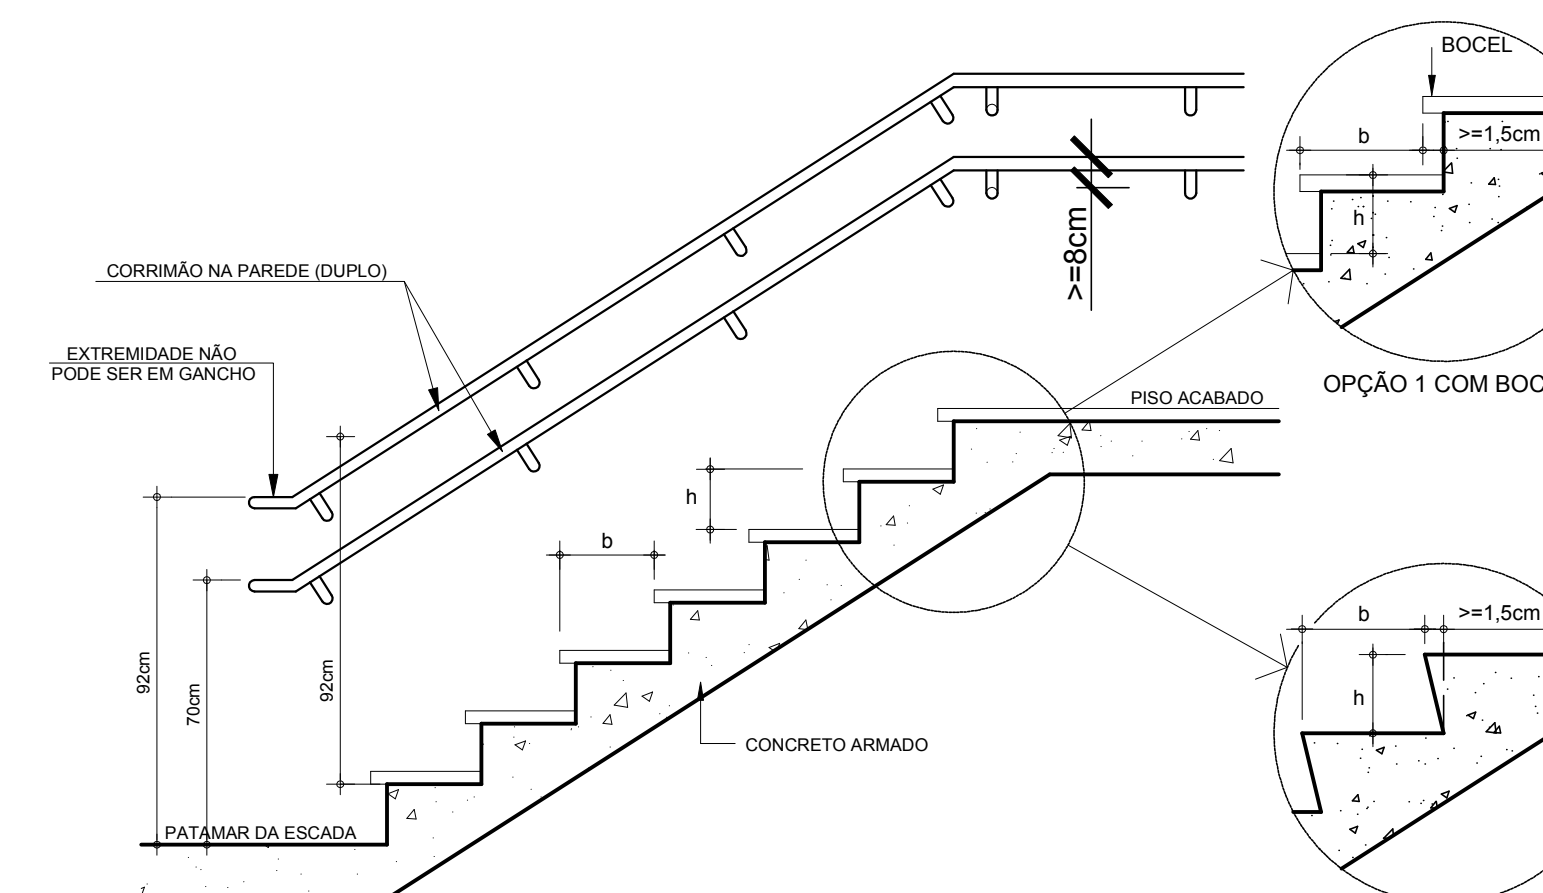 BOCEL
b
>=1,5cm
h
>=8cm
CORRIMÃO NA PAREDE (DUPLO)
EXTREMIDADE NÃO
PODE SER EM GANCHO
OPÇÃO 1 COM BOC
PISO ACABADO
h
b
b
>=1,5cm
h
92cm
70cm
92cm
CONCRETO ARMADO
PATAMAR DA ESCADA
1